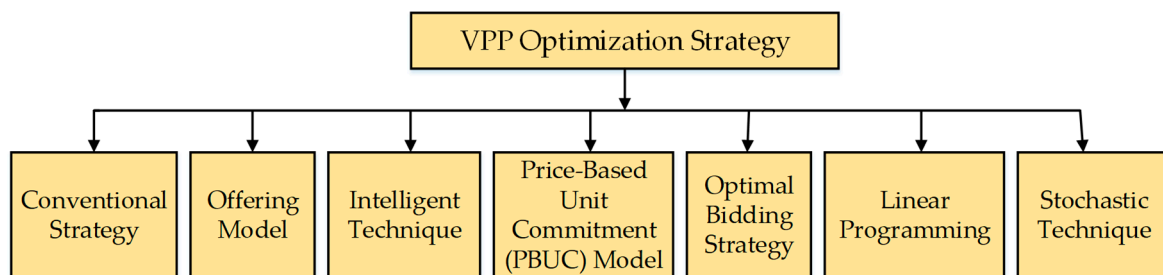 VPP Optimization Strategy
Conventional
Strategy
Offering
Model
Intelligent
Technique
Price-Based
Unit
Commitment
(PBUC) Model
Optimal
Bidding
Strategy
Linear
Programming
Stochastic
Technique